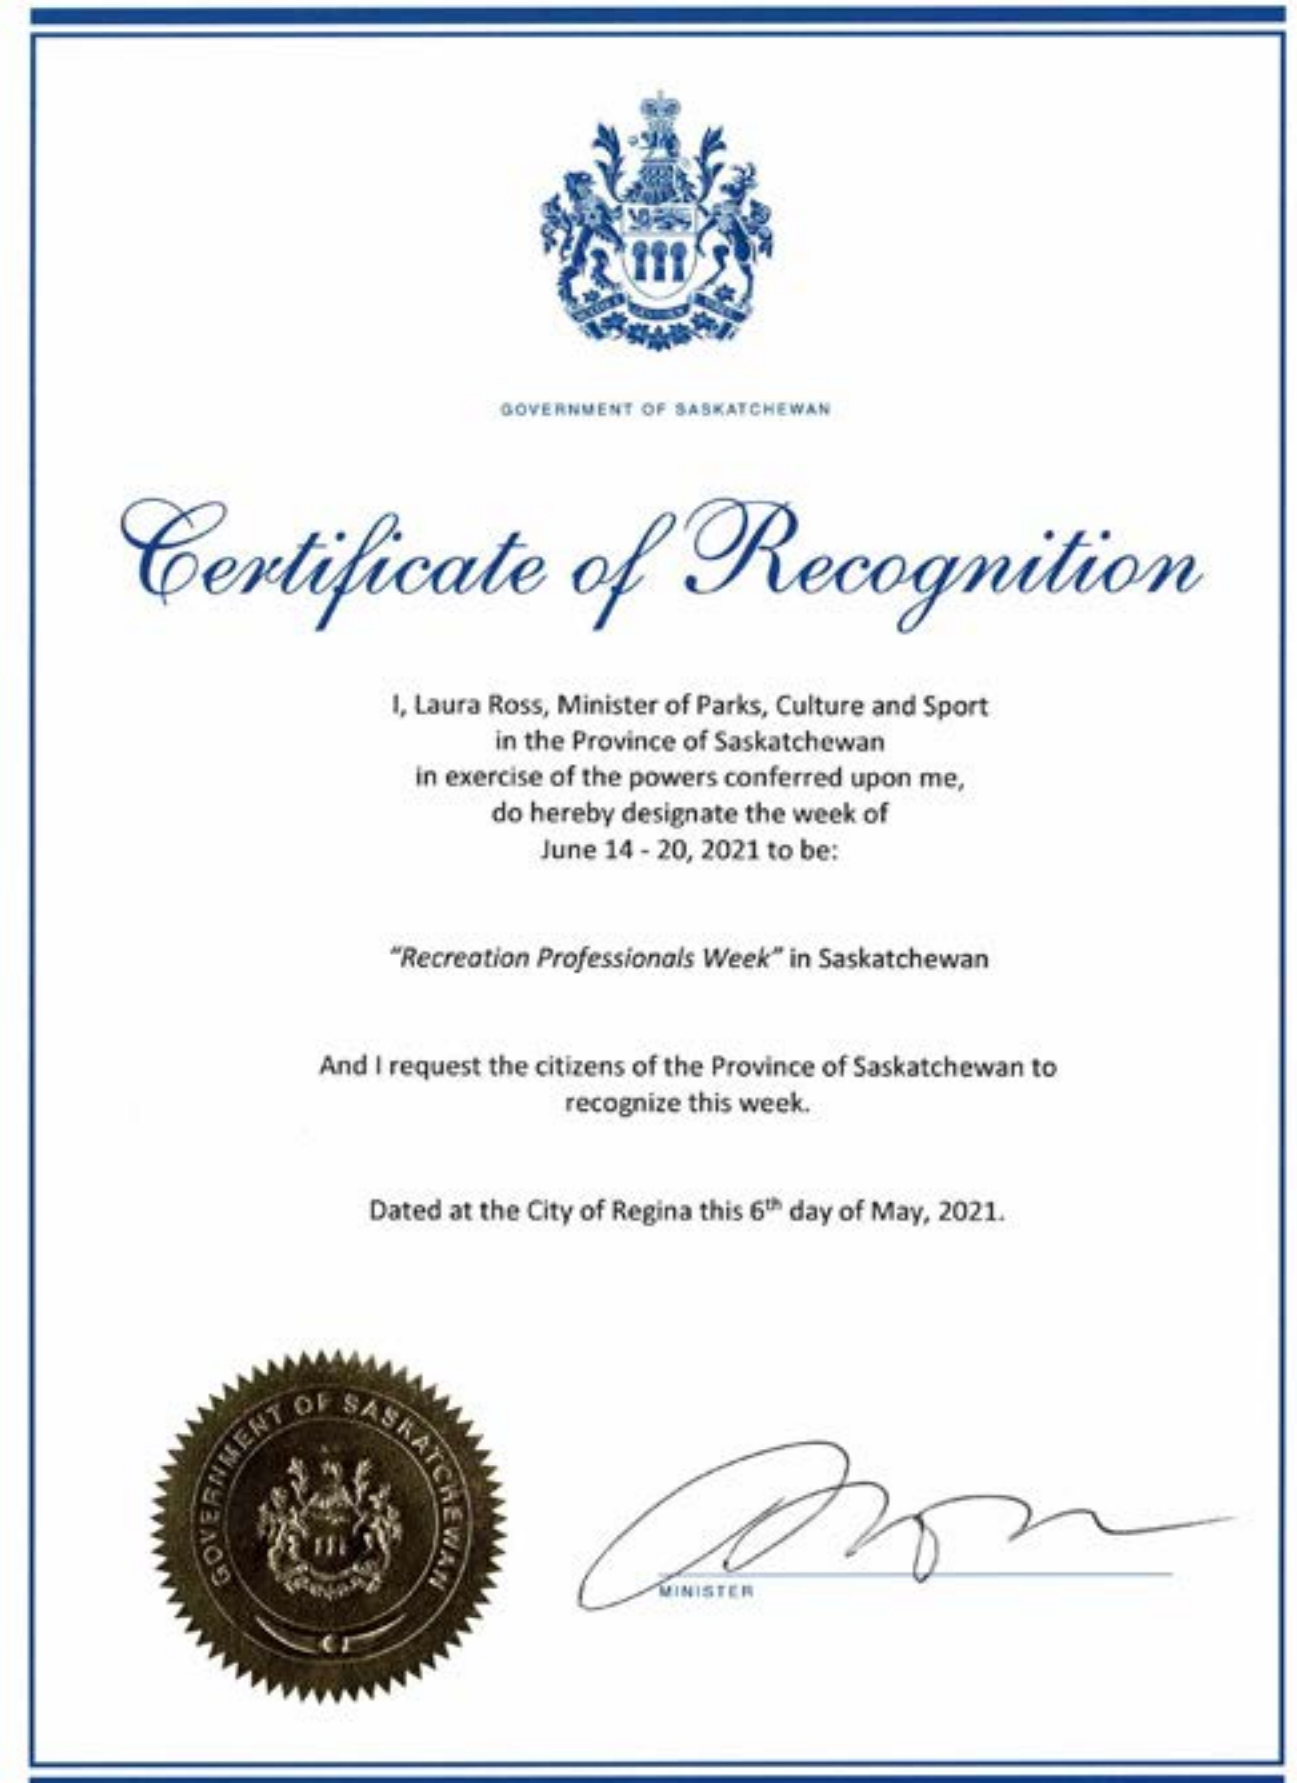 GOVERNMENT OF SASKATCHEWAN
Certificate of Recognition
I, Laura Ross, Minister of Parks, Culture and Sport
in the Province of Saskatchewan
in exercise of the powers conferred upon me,
do hereby designate the week of
June 14 - 20, 2021 to be:
“Recreation Professionals Week” in Saskatchewan
And I request the citizens of the Province of Saskatchewan to
recognize this week.
Dated at the City of Regina this 6th day of May, 2021.
GOVERNMENT OF SASKATCHEWAN
MINISTER